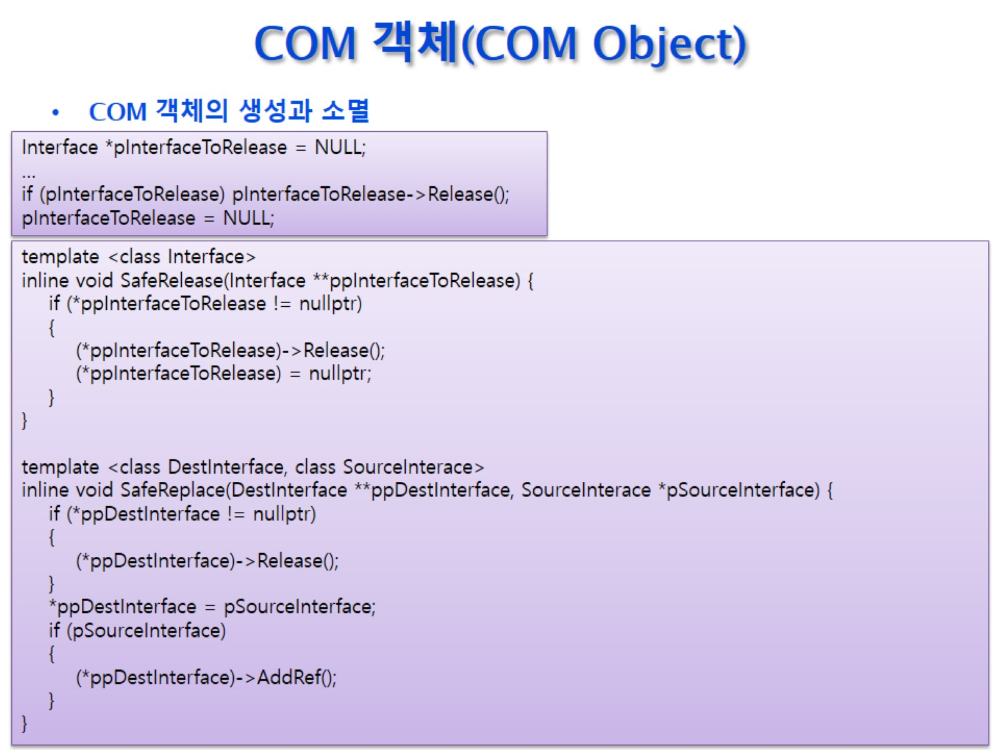 COM 객체(COM Object)
• COM 객체의 생성과 소멸
Interface *pInterfaceToRelease = NULL;
...
if (pInterfaceToRelease) pInterfaceToRelease->Release();
pInterfaceToRelease = NULL;
template <class Interface>
inline void SafeRelease(Interface **ppInterfaceToRelease) {
if (*ppInterfaceToRelease != nullptr)
{
(*ppInterfaceToRelease)->Release();
(*ppInterfaceToRelease) = nullptr;
}
}
template <class DestInterface, class SourceInterace>
inline void SafeReplace(DestInterface **ppDestInterface, SourceInterace *pSourceInterface) {
if (*ppDestInterface != nullptr)
{
(*ppDestInterface)->Release();
}
*ppDestInterface = pSourceInterface;
if (pSourceInterface)
{
(*ppDestInterface)->AddRef();
}
}